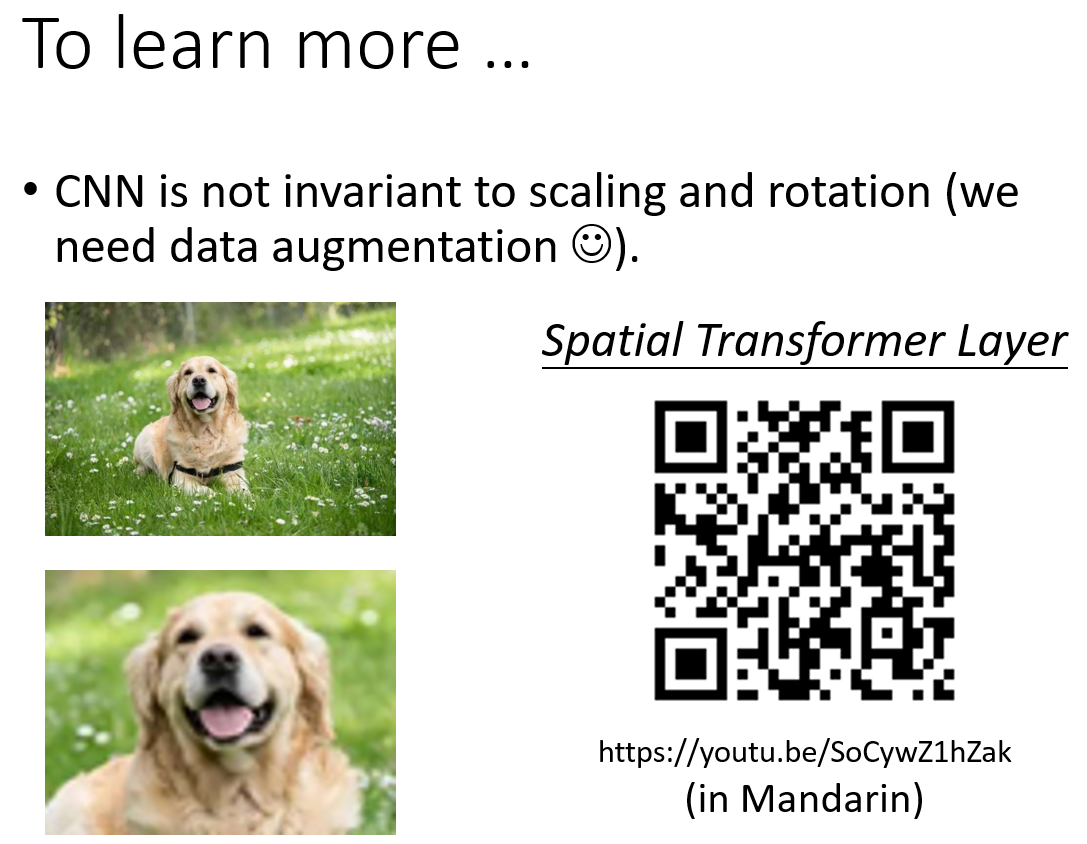 To learn more …
• CNN is not invariant to scaling and rotation (we
need data augmentation ☺).
Spatial Transformer Layer
https://youtu.be/SoCywZ1hZak
(in Mandarin)